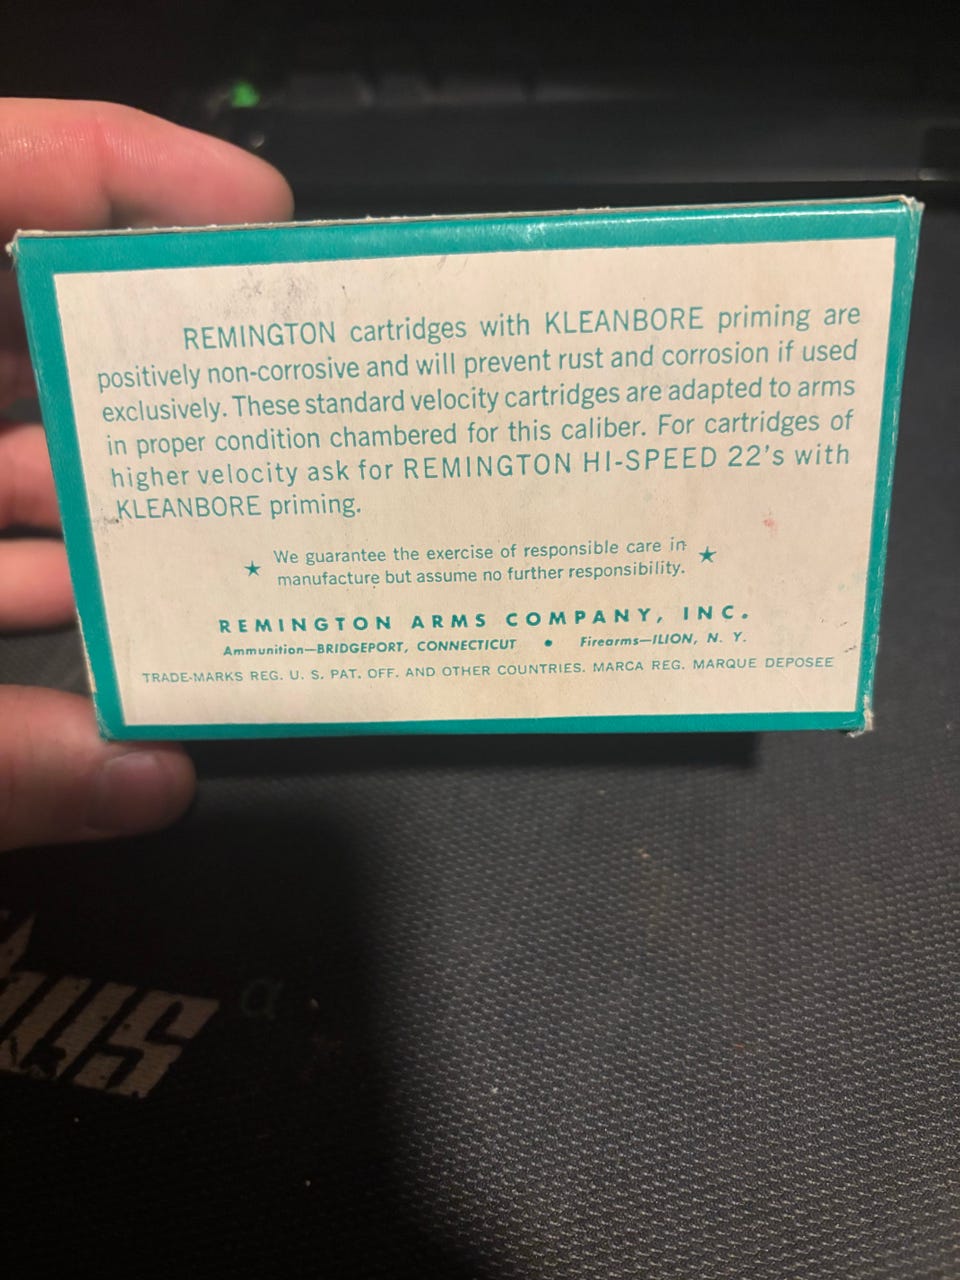 REMINGTON cartridges with KLEANBORE priming are
positively non-corrosive and will prevent rust and corrosion if used
exclusively. These standard velocity cartridges are adapted to arms
in proper condition chambered for this caliber. For cartridges of
higher velocity ask for REMINGTON HI-SPEED 22's with
KLEANBORE priming.
★ We guarantee the exercise of responsible care in ★
manufacture but assume no further responsibility.
REMINGTON ARMS COMPANY, INC.
Ammunition—BRIDGEPORT, CONNECTICUT • Firearms—ILION, N. Y.
TRADE-MARKS REG. U. S. PAT. OFF. AND OTHER COUNTRIES. MARCA REG. MARQUE DEPOSEE